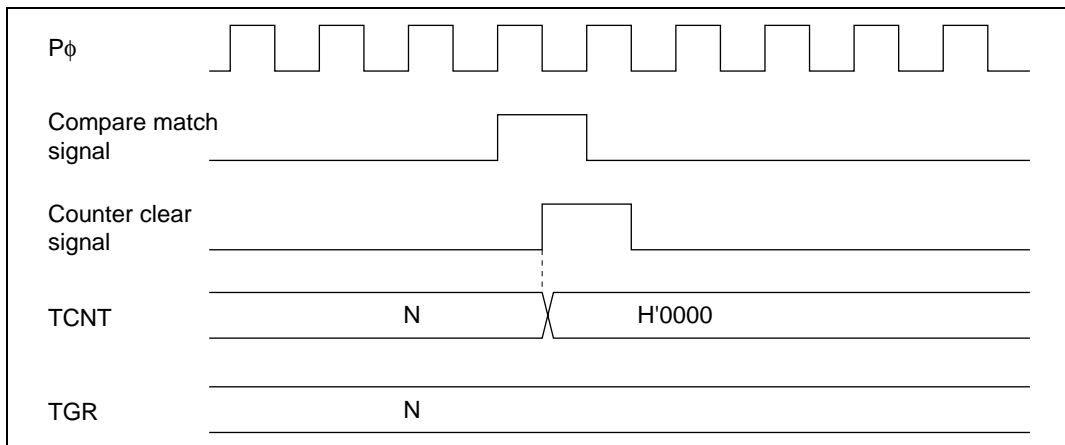 Pϕ
Compare match
signal
Counter clear
signal
TCNT
N
H'0000
TGR
N